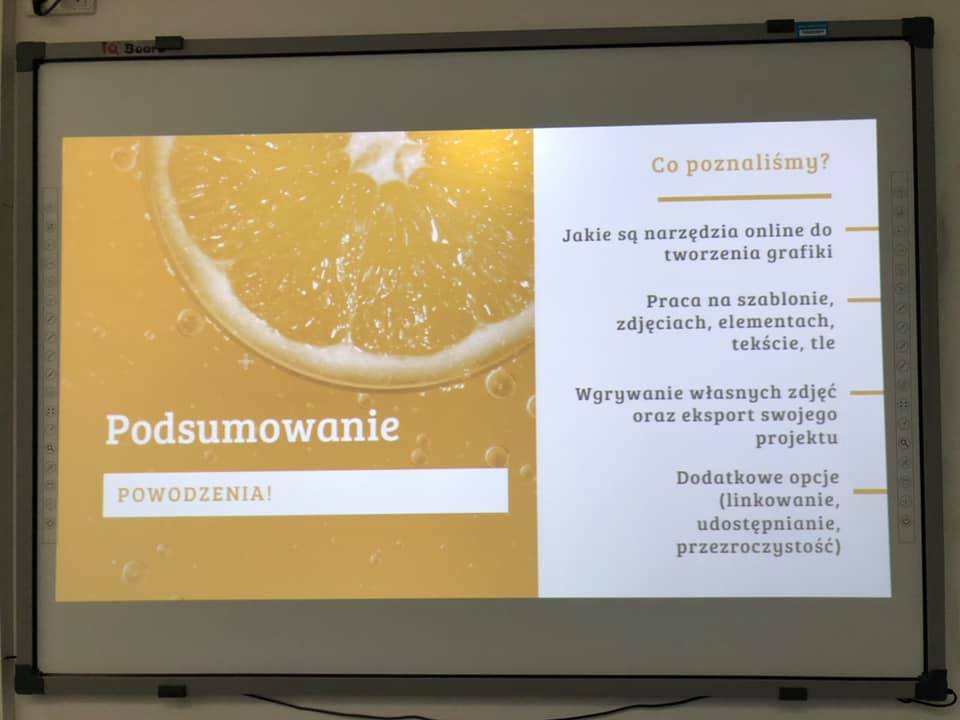 IQ Board
Podsumowanie
POWODZENIA!
Co poznaliśmy?
Jakie są narzędzia online do
tworzenia grafiki
Praca na szablonie,
zdjęciach, elementach,
tekście, tle
Wgrywanie własnych zdjęć
oraz eksport swojego
projektu
Dodatkowe opcje
(linkowanie,
udostępnianie,
przezroczystość)